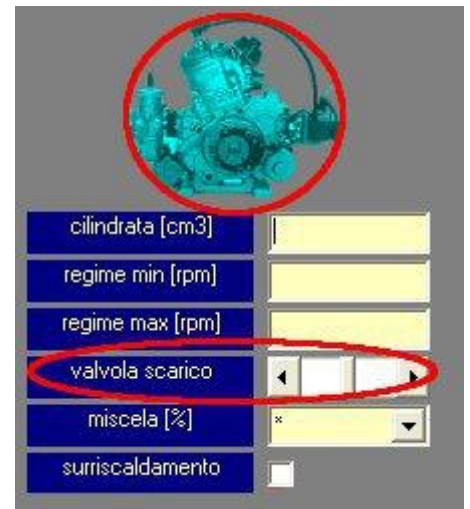 cilindrata [cm3]
regime min [rpm]
regime max [rpm]
valvola scarico
miscela [%]
*
surriscaldamento